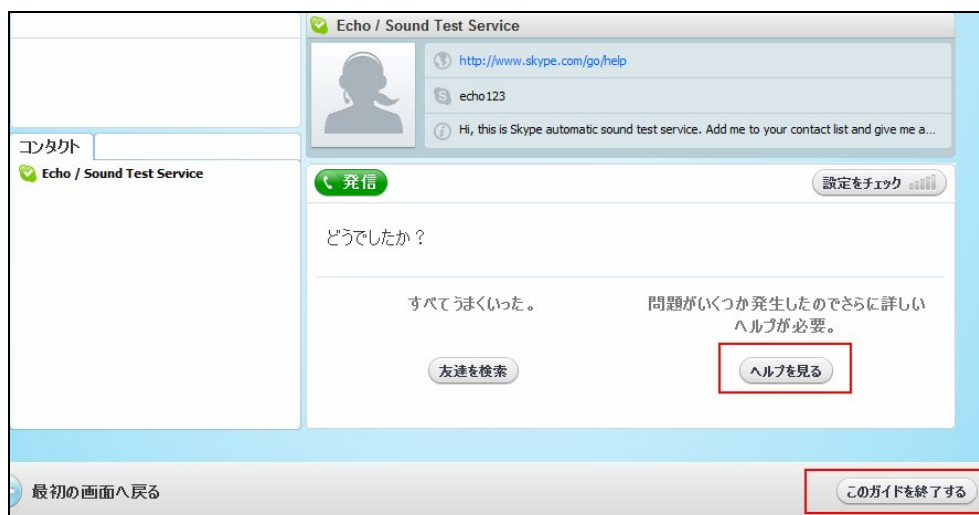 Echo / Sound Test Service
http://www.skype.com/go/help
echo123
Hi, this is Skype automatic sound test service. Add me to your contact list and give me a...
コンタクト
Echo / Sound Test Service
発信
設定をチェック
どうでしたか？
すべてうまくいった。
問題がいくつか発生したのでさらに詳しい
ヘルプが必要。
友達を検索
ヘルプを見る
最初の画面へ戻る
このガイドを終了する